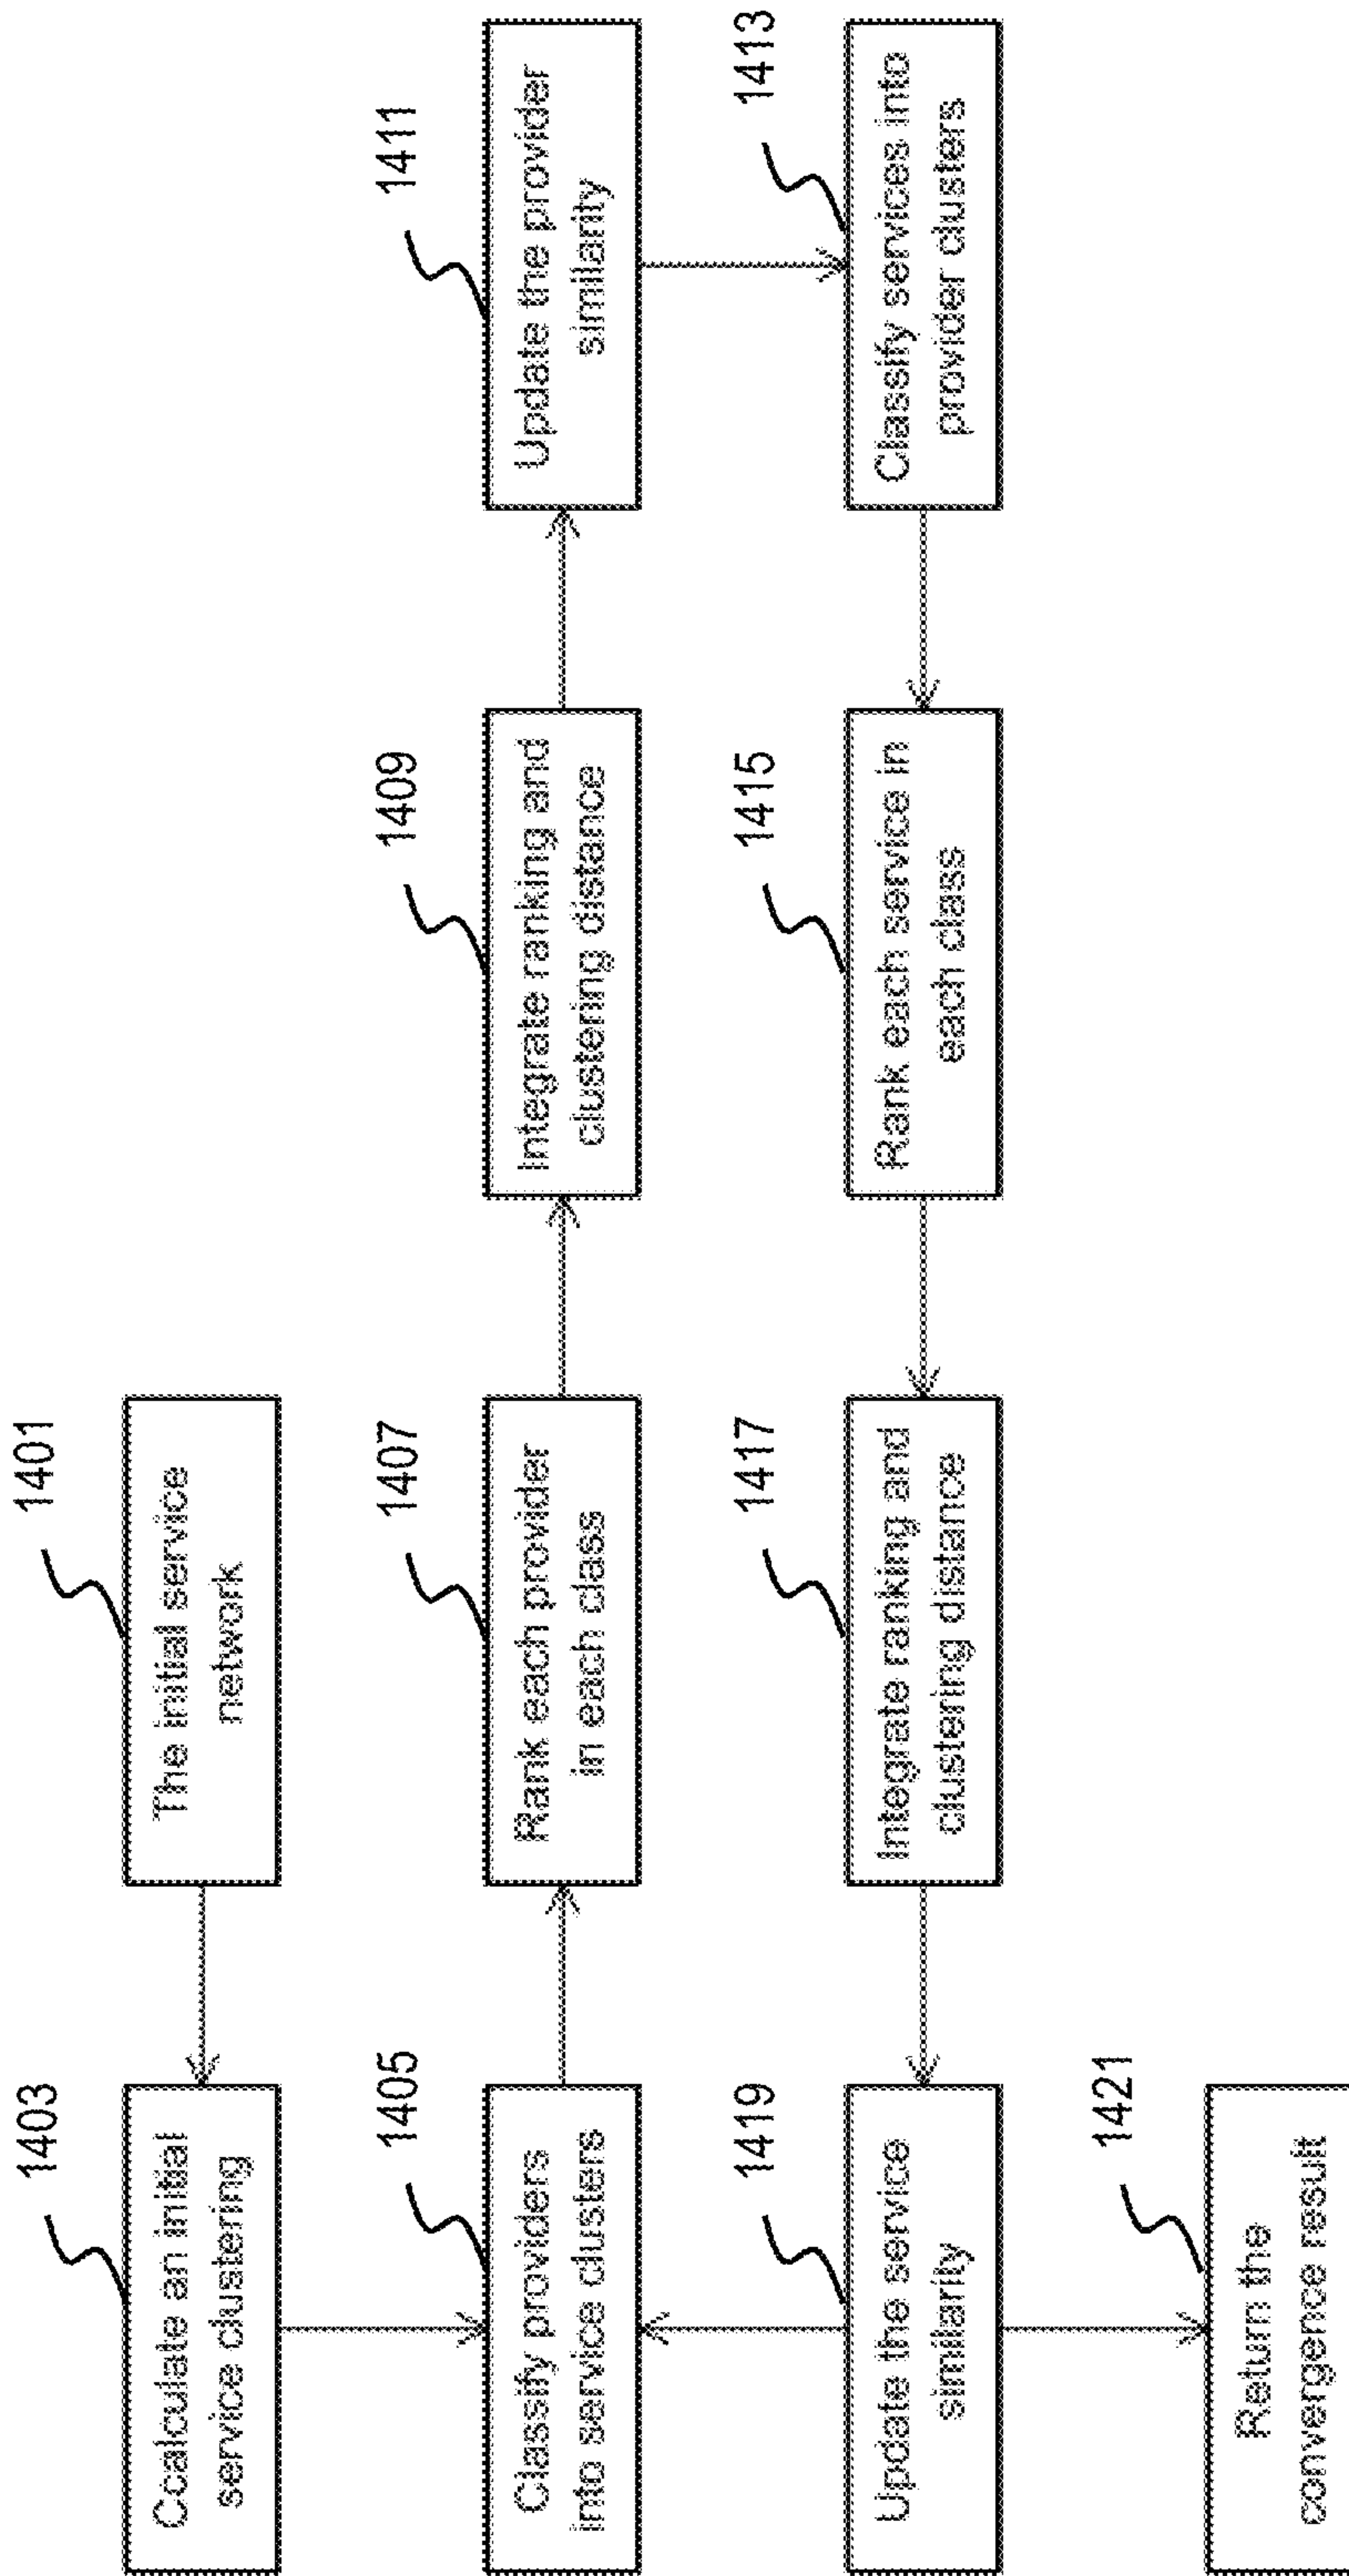 1403
Ccalculate an initial
service clustering
1401
The initial service
network
1405
Classify providers
into service clusters
1407
Rank each provider
in each class
1409
Integrate ranking and
clustering distance
1411
Update the provider
similarity
1419
Update the service
similarity
1417
Integrate ranking and
clustering distance
1415
Rank each service in
each class
1413
Classify services into
provider clusters
1421
Return the
convergence result